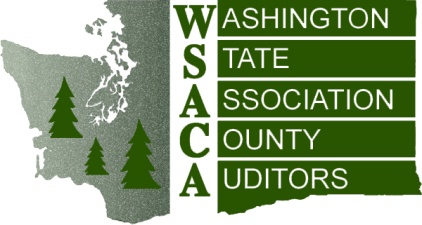 WASHINGTON
STATE
ASSOCIATION
COUNTY
AUDITORS